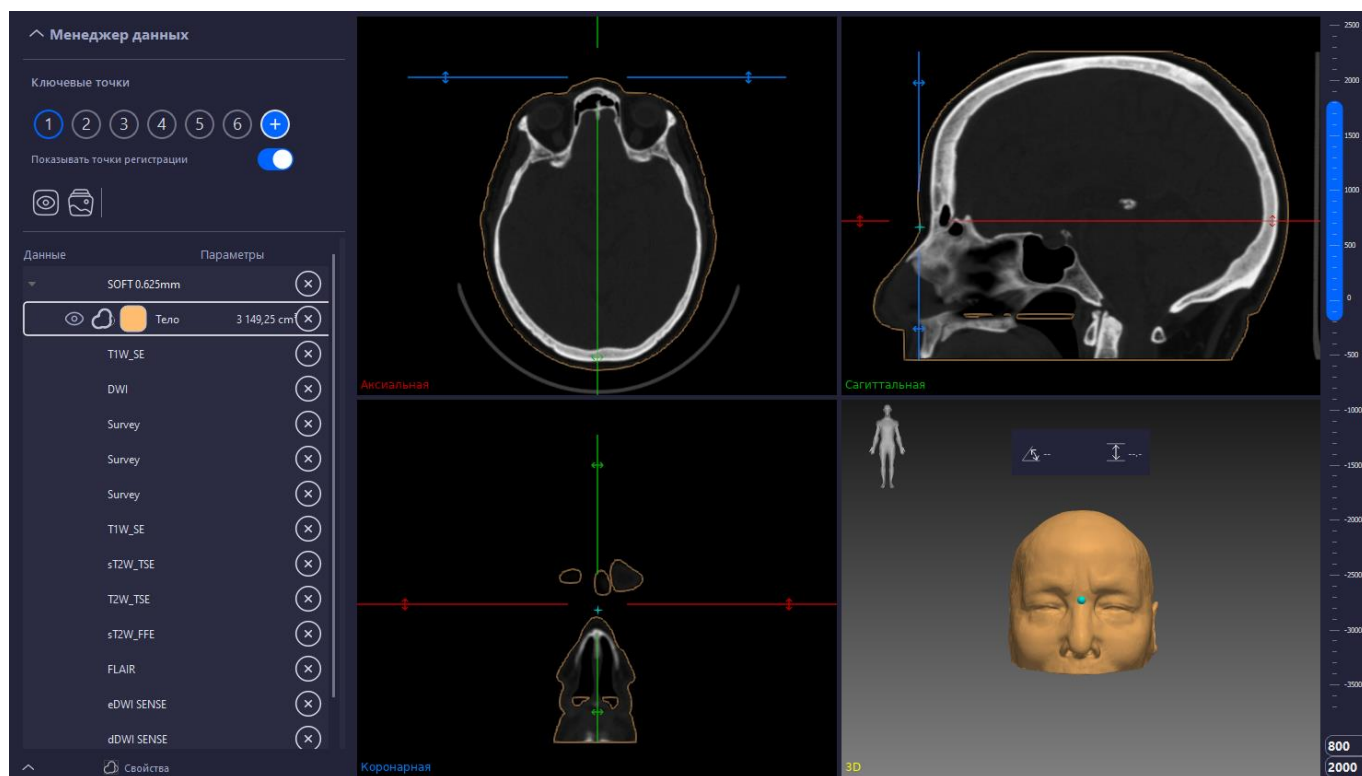 Менеджер данных
Ключевые точки
1 2 3 4 5 6 +
Показывать точки регистрации
Данные Параметры
SOFT 0.625mm
Тело 3 149,25 cm³
T1W_SE
DWI
Survey
Survey
Survey
T1W_SE
sT2W_TSE
T2W_TSE
sT2W_FFE
FLAIR
eDWI SENSE
dDWI SENSE
Свойства
Аксиальная
Сагиттальная
Коронарная
-- --,-
3D
2500
2000
1500
1000
500
0
-500
-1000
-1500
-2000
-2500
-3000
-3500
800
2000